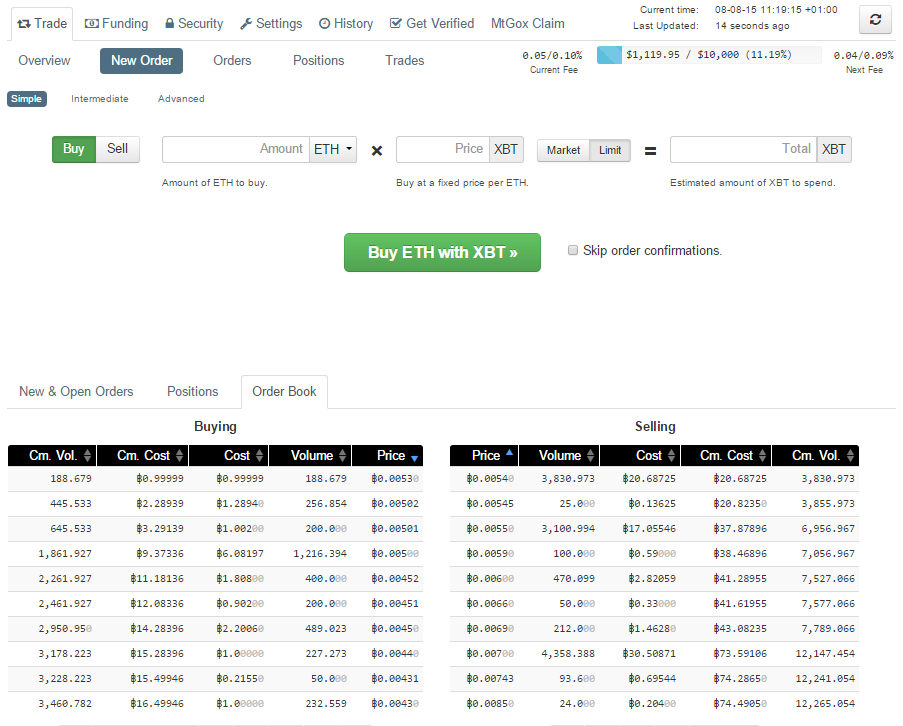 Trade Funding Security Settings History Get Verified MtGox Claim
Current time: 08-08-15 11:19:15 +01:00
Last Updated: 14 seconds ago
Overview New Order Orders Positions Trades
0.05/0.10% $1,119.95 / $10,000 (11.19%) 0.04/0.09%
Current Fee Next Fee
Simple Intermediate Advanced
Buy Sell Amount ETH × Price XBT Market Limit = Total XBT
Amount of ETH to buy. Buy at a fixed price per ETH. Estimated amount of XBT to spend.
Buy ETH with XBT » Skip order confirmations.
New & Open Orders Positions Order Book
Buying Selling
Cm. Vol. Cm. Cost Cost Volume Price Price Volume Cost Cm. Cost Cm. Vol.
188.679 ฿0.99999 ฿0.99999 188.679 ฿0.00530 ฿0.00540 3,830.973 ฿20.68725 ฿20.68725 3,830.973
445.533 ฿2.28939 ฿1.28940 256.854 ฿0.00502 ฿0.00545 25.000 ฿0.13625 ฿20.82350 3,855.973
645.533 ฿3.29139 ฿1.00200 200.000 ฿0.00501 ฿0.00550 3,100.994 ฿17.05546 ฿37.87896 6,956.967
1,861.927 ฿9.37336 ฿6.08197 1,216.394 ฿0.00500 ฿0.00590 100.000 ฿0.59000 ฿38.46896 7,056.967
2,261.927 ฿11.18136 ฿1.80800 400.000 ฿0.00452 ฿0.00600 470.099 ฿2.82059 ฿41.28955 7,527.066
2,461.927 ฿12.08336 ฿0.90200 200.000 ฿0.00451 ฿0.00660 50.000 ฿0.33000 ฿41.61955 7,577.066
2,950.950 ฿14.28396 ฿2.20060 489.023 ฿0.00450 ฿0.00690 212.000 ฿1.46280 ฿43.08235 7,789.066
3,178.223 ฿15.28396 ฿1.00000 227.273 ฿0.00440 ฿0.00700 4,358.388 ฿30.50871 ฿73.59106 12,147.454
3,228.223 ฿15.49946 ฿0.21550 50.000 ฿0.00431 ฿0.00743 93.600 ฿0.69544 ฿74.28650 12,241.054
3,460.782 ฿16.49946 ฿1.00000 232.559 ฿0.00430 ฿0.00850 24.000 ฿0.20400 ฿74.49050 12,265.054